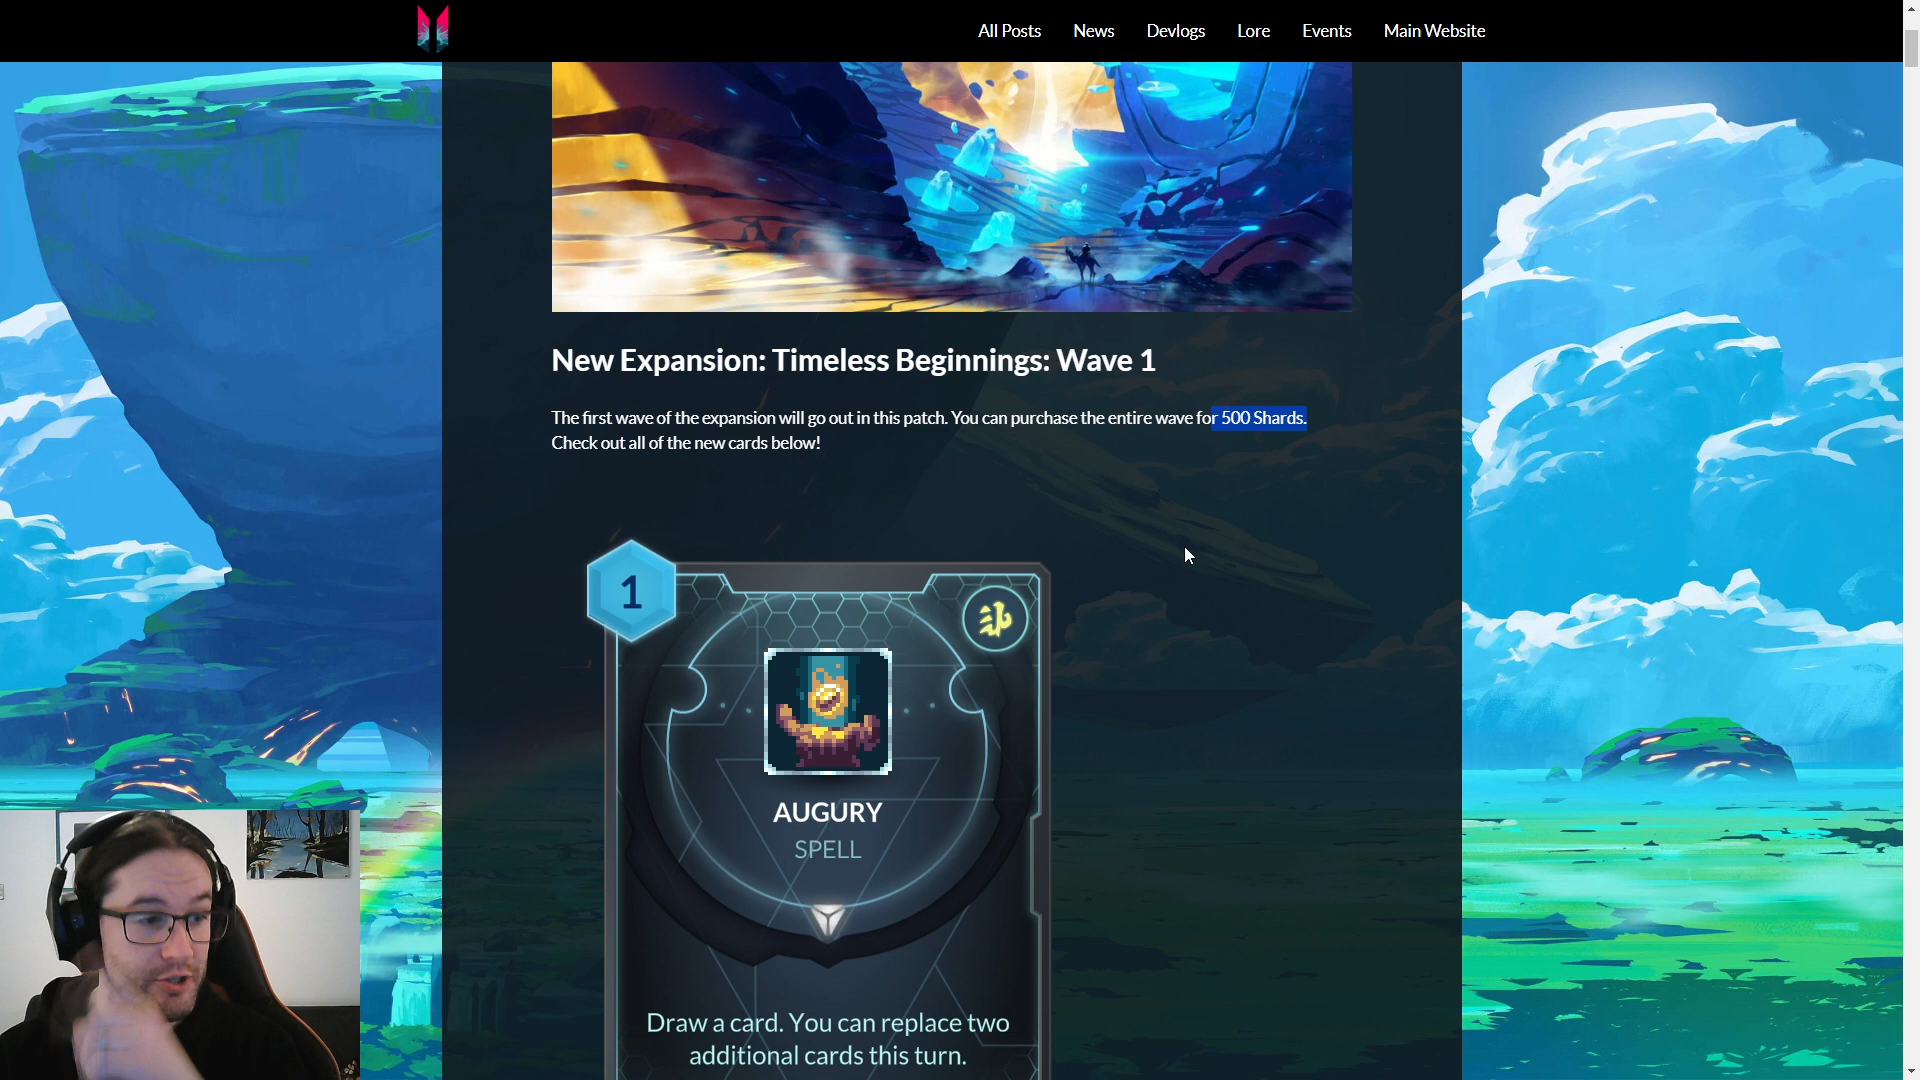 All Posts News Devlogs Lore Events Main Website
New Expansion: Timeless Beginnings: Wave 1
The first wave of the expansion will go out in this patch. You can purchase the entire wave for 500 Shards.
Check out all of the new cards below!
1
AUGURY
SPELL
Draw a card. You can replace two
additional cards this turn.